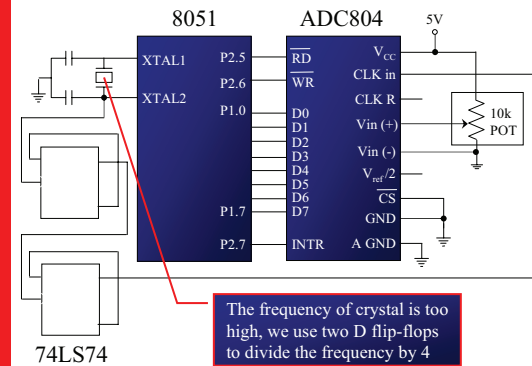 8051
ADC804
5V
XTAL1
XTAL2
P2.5
P2.6
P1.0
P1.7
P2.7
RD
WR
D0
D1
D2
D3
D4
D5
D6
D7
INTR
VCC
CLK in
CLK R
Vin (+)
Vin (-)
Vref/2
CS
GND
A GND
10k
POT
74LS74
The frequency of crystal is too
high, we use two D flip-flops
to divide the frequency by 4